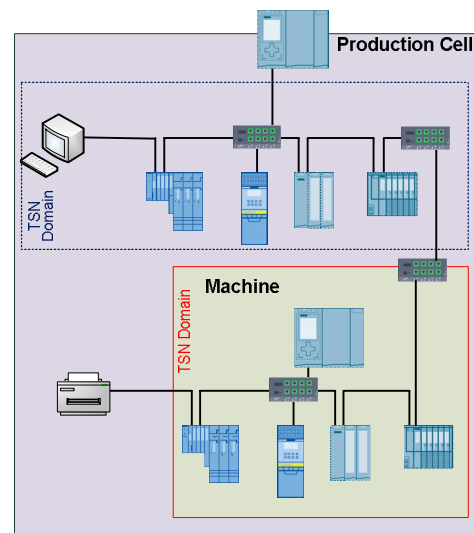 Production Cell
TSN
Domain
Machine
TSN Domain